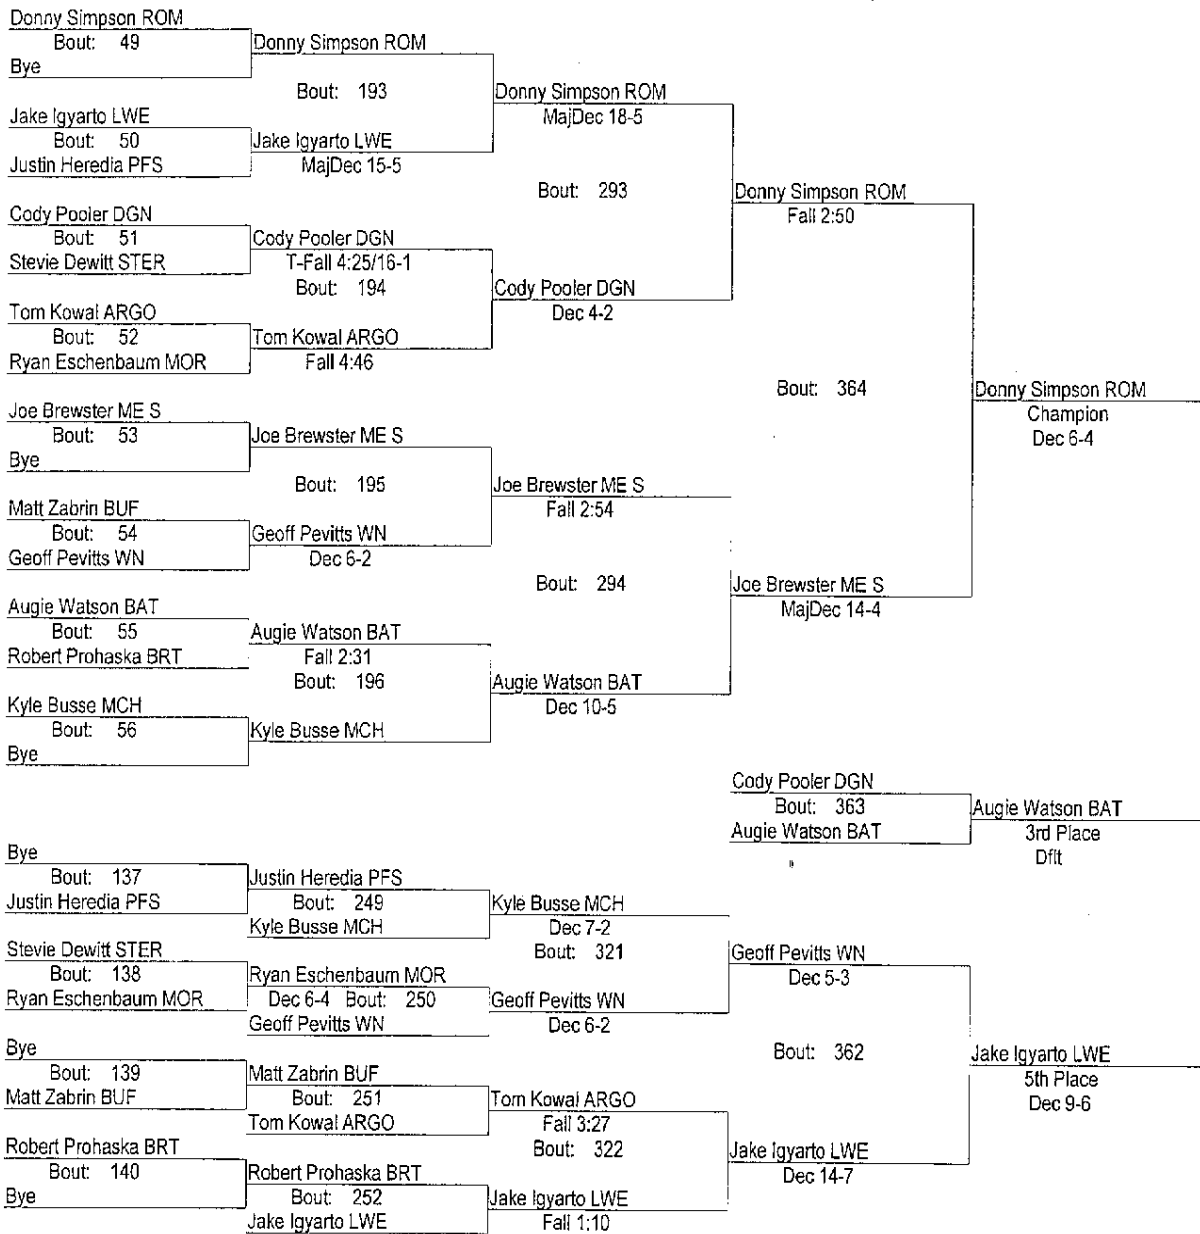 Donny Simpson ROM
Bout: 49
Bye
Donny Simpson ROM
Bout: 193
Jake Igyarto LWE
Bout: 50
Justin Heredia PFS
Jake Igyarto LWE
MajDec 15-5
Donny Simpson ROM
MajDec 18-5
Bout: 293
Cody Pooler DGN
Bout: 51
Stevie Dewitt STER
Cody Pooler DGN
T-Fall 4:25/16-1
Bout: 194
Tom Kowal ARGO
Bout: 52
Ryan Eschenbaum MOR
Tom Kowal ARGO
Fall 4:46
Cody Pooler DGN
Dec 4-2
Donny Simpson ROM
Fall 2:50
Bout: 364
Donny Simpson ROM
Champion
Dec 6-4
Joe Brewster ME S
Bout: 53
Bye
Joe Brewster ME S
Bout: 195
Matt Zabrin BUF
Bout: 54
Geoff Pevitts WN
Geoff Pevitts WN
Dec 6-2
Joe Brewster ME S
Fall 2:54
Bout: 294
Augie Watson BAT
Bout: 55
Robert Prohaska BRT
Augie Watson BAT
Fall 2:31
Bout: 196
Kyle Busse MCH
Bout: 56
Bye
Kyle Busse MCH
Augie Watson BAT
Dec 10-5
Joe Brewster ME S
MajDec 14-4
Cody Pooler DGN
Bout: 363
Augie Watson BAT
Augie Watson BAT
3rd Place
Dflt
Bye
Bout: 137
Justin Heredia PFS
Justin Heredia PFS
Bout: 249
Kyle Busse MCH
Kyle Busse MCH
Dec 7-2
Bout: 321
Stevie Dewitt STER
Bout: 138
Ryan Eschenbaum MOR
Ryan Eschenbaum MOR
Dec 6-4 Bout: 250
Geoff Pevitts WN
Geoff Pevitts WN
Dec 6-2
Geoff Pevitts WN
Dec 5-3
Bout: 362
Bye
Bout: 139
Matt Zabrin BUF
Matt Zabrin BUF
Bout: 251
Tom Kowal ARGO
Tom Kowal ARGO
Fall 3:27
Bout: 322
Robert Prohaska BRT
Bout: 140
Bye
Robert Prohaska BRT
Bout: 252
Jake Igyarto LWE
Jake Igyarto LWE
Fall 1:10
Jake Igyarto LWE
Dec 14-7
Jake Igyarto LWE
5th Place
Dec 9-6